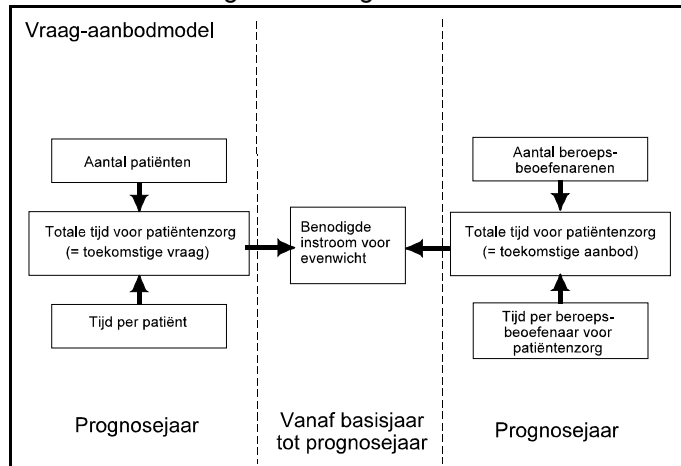 Vraag-aanbodmodel
Aantal patiënten
Totale tijd voor patiëntenzorg
(= toekomstige vraag)
Tijd per patiënt
Prognosejaar
Benodigde
instroom voor
evenwicht
Vanaf basisjaar
tot prognosejaar
Aantal beroeps-
beoefenarenen
Totale tijd voor patiëntenzorg
(= toekomstige aanbod)
Tijd per beroeps-
beoefenaar voor
patiëntenzorg
Prognosejaar